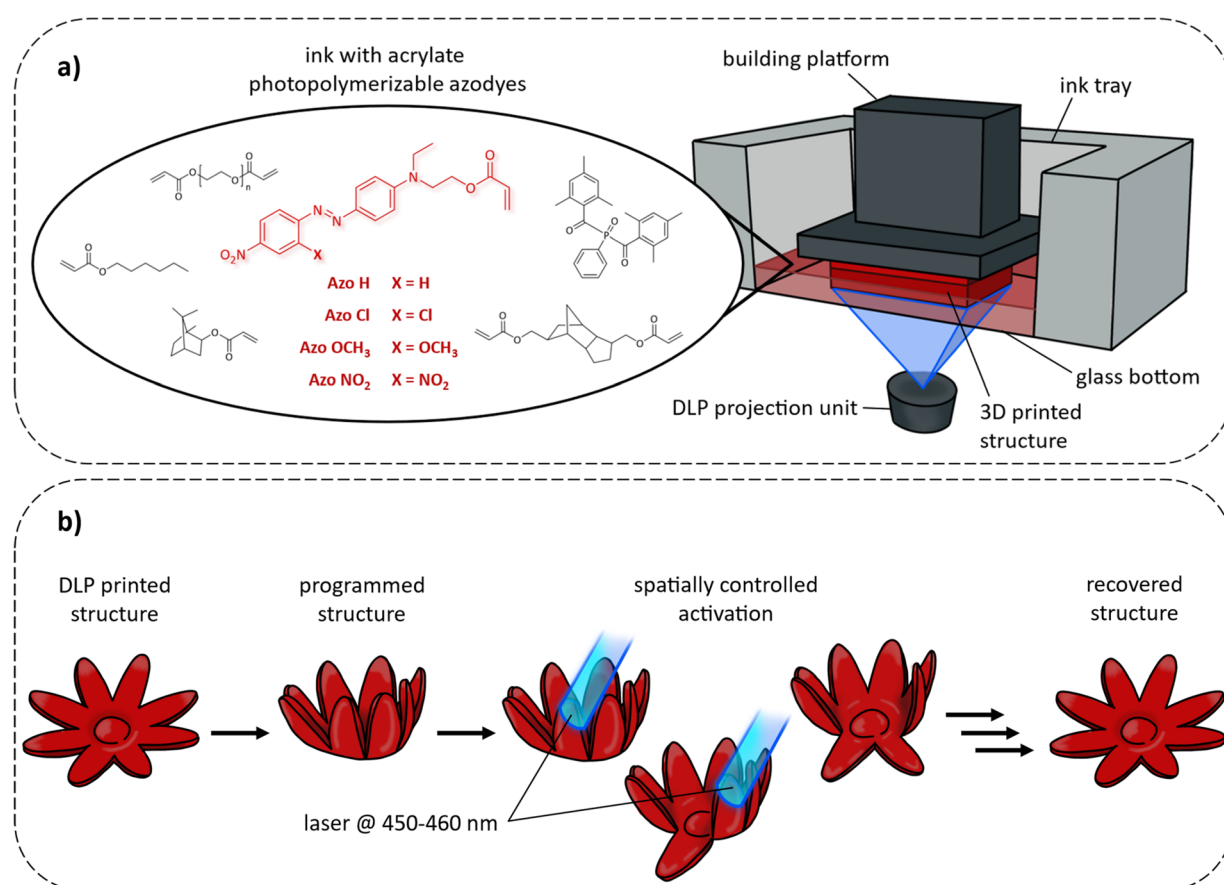 a)
ink with acrylate
photopolymerizable azodyes
building platform
ink tray
O
O
O
O
n
N
N
N
O
O
O₂N
X
O
O
P
O
O
O
O
Azo H X = H
Azo Cl X = Cl
Azo OCH₃ X = OCH₃
Azo NO₂ X = NO₂
O
O
O
O
O
O
glass bottom
DLP projection unit
3D printed
structure
b)
DLP printed
structure
programmed
structure
spatially controlled
activation
recovered
structure
laser @ 450-460 nm